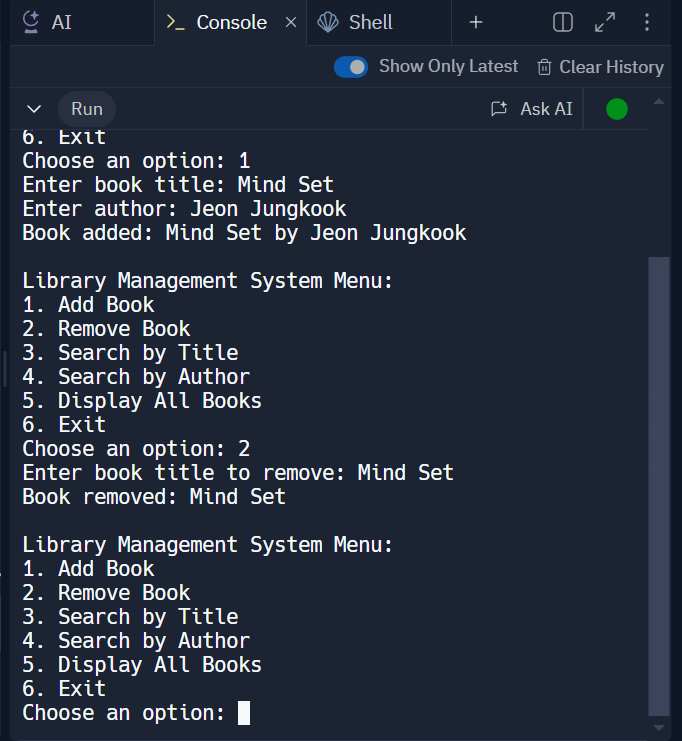 AI
Console
Shell
Show Only Latest
Clear History
Run
Ask AI
6. Exit
Choose an option: 1
Enter book title: Mind Set
Enter author: Jeon Jungkook
Book added: Mind Set by Jeon Jungkook
Library Management System Menu:
1. Add Book
2. Remove Book
3. Search by Title
4. Search by Author
5. Display All Books
6. Exit
Choose an option: 2
Enter book title to remove: Mind Set
Book removed: Mind Set
Library Management System Menu:
1. Add Book
2. Remove Book
3. Search by Title
4. Search by Author
5. Display All Books
6. Exit
Choose an option: